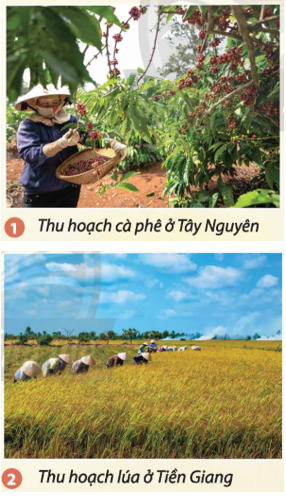 1 Thu hoạch cà phê ở Tây Nguyên
2 Thu hoạch lúa ở Tiền Giang